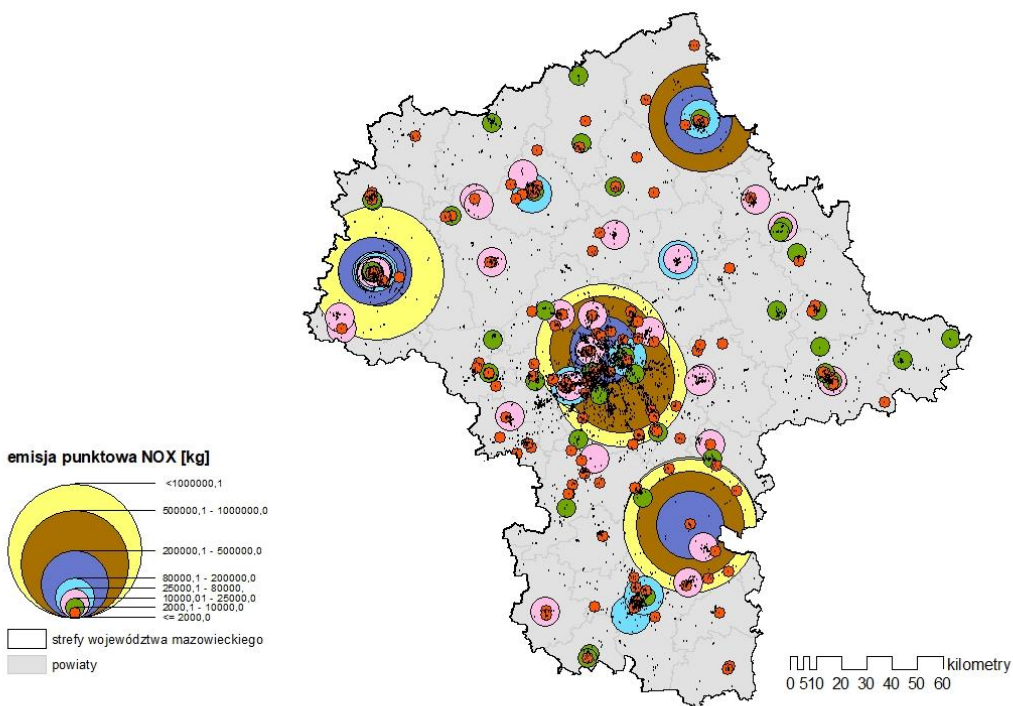 emisja punktowa NOX [kg]
<1000000,1
500000,1 - 1000000,0
200000,1 - 500000,0
80000,1 - 200000,0
25000,1 - 80000,
10000,01 - 25000,0
2000,1 - 10000,0
<= 2000,0
strefy województwa mazowieckiego
powiaty
kilometry
0 510 20 30 40 50 60